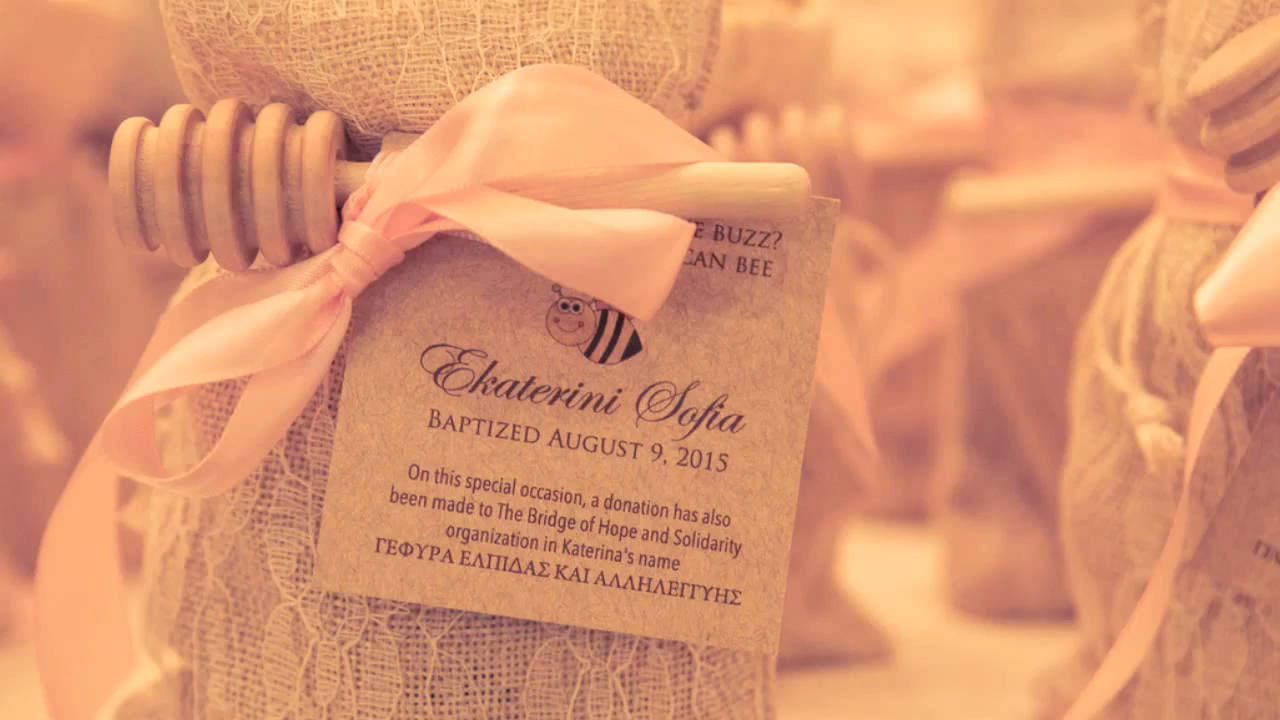 BUZZ?
CAN BEE
Ekaterini Sofia
BAPTIZED AUGUST 9, 2015
On this special occasion, a donation has also
been made to The Bridge of Hope and Solidarity
organization in Katerina's name
ΓΕΦΥΡΑ ΕΛΠΙΔΑΣ ΚΑΙ ΑΛΛΗΛΕΓΓΥΗΣ